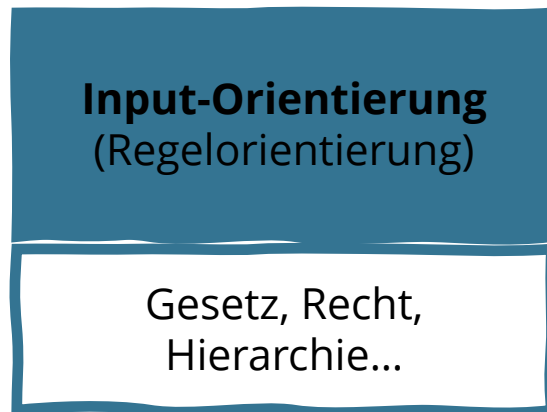 Input-Orientierung
(Regelorientierung)
Gesetz, Recht,
Hierarchie...